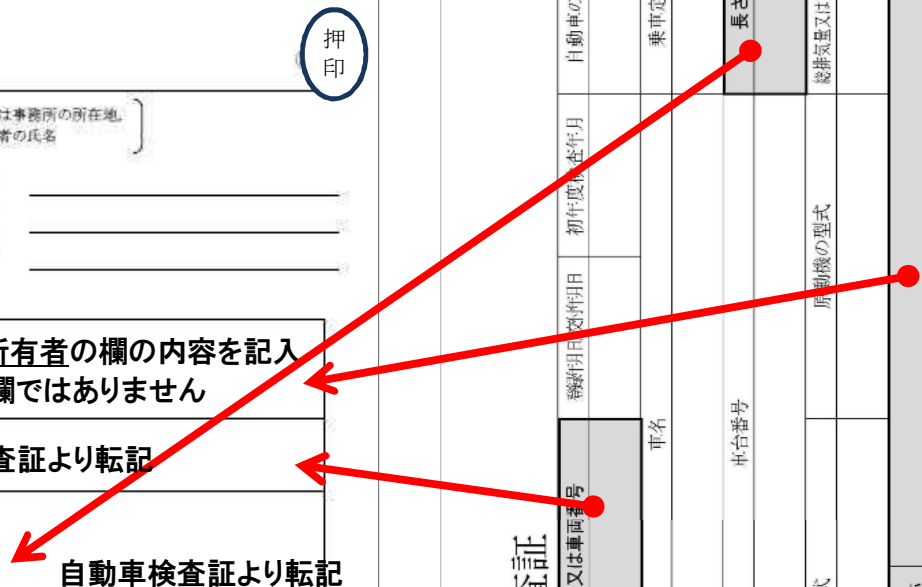 押
印
は事務所の所在地、
者の氏名
所有者の欄の内容を記入
欄ではありません
査証より転記
自動車検査証より転記
自動車の
乗車定
長さ
総排気量又は
初年度検査年月
原動機の型式
登録年月日/交付年月日
車名
車台番号
又は車両番号
査証
式